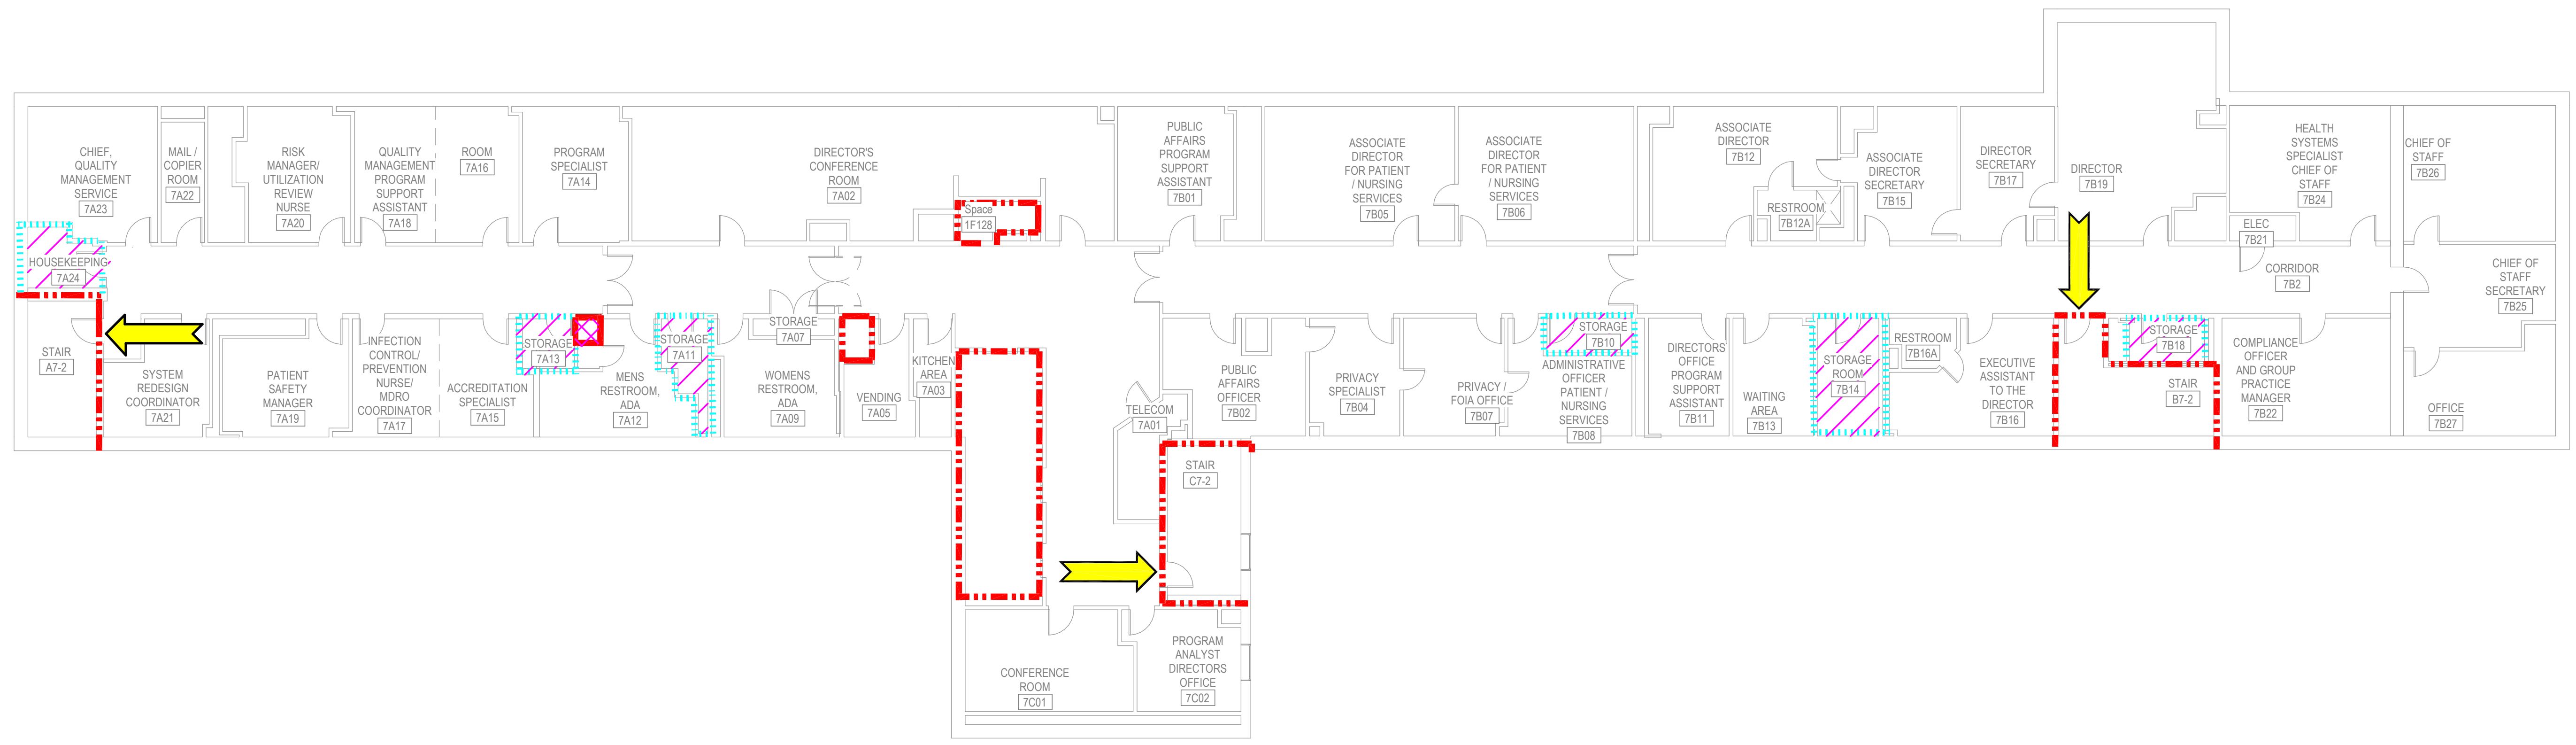 CHIEF,
QUALITY
MANAGEMENT
SERVICE
7A23
MAIL /
COPIER
ROOM
7A22
RISK
MANAGER/
UTILIZATION
REVIEW
NURSE
7A20
QUALITY
MANAGEMENT
PROGRAM
SUPPORT
ASSISTANT
7A18
ROOM
7A16
PROGRAM
SPECIALIST
7A14
DIRECTOR'S
CONFERENCE
ROOM
7A02
Space
1F128
PUBLIC
AFFAIRS
PROGRAM
SUPPORT
ASSISTANT
7B01
ASSOCIATE
DIRECTOR
FOR PATIENT
/ NURSING
SERVICES
7B05
ASSOCIATE
DIRECTOR
FOR PATIENT
/ NURSING
SERVICES
7B06
ASSOCIATE
DIRECTOR
7B12
RESTROOM
7B12A
ASSOCIATE
DIRECTOR
SECRETARY
7B15
DIRECTOR
SECRETARY
7B17
DIRECTOR
7B19
HEALTH
SYSTEMS
SPECIALIST
CHIEF OF
STAFF
7B24
CHIEF OF
STAFF
7B26
ELEC
7B21
CORRIDOR
7B2
CHIEF OF
STAFF
SECRETARY
7B25
HOUSEKEEPING
7A24
STAIR
A7-2
SYSTEM
REDESIGN
COORDINATOR
7A21
PATIENT
SAFETY
MANAGER
7A19
INFECTION
CONTROL/
PREVENTION
NURSE/
MDRO
COORDINATOR
7A17
ACCREDITATION
SPECIALIST
7A15
STORAGE
7A13
MENS
RESTROOM,
ADA
7A12
STORAGE
7A11
STORAGE
7A07
WOMENS
RESTROOM,
ADA
7A09
VENDING
7A05
KITCHEN
AREA
7A03
TELECOM
7A01
PUBLIC
AFFAIRS
OFFICER
7B02
PRIVACY
SPECIALIST
7B04
PRIVACY /
FOIA OFFICE
7B07
STORAGE
7B10
ADMINISTRATIVE
OFFICER
PATIENT /
NURSING
SERVICES
7B08
DIRECTORS
OFFICE
PROGRAM
SUPPORT
ASSISTANT
7B11
WAITING
AREA
7B13
STORAGE
ROOM
7B14
RESTROOM
7B16A
EXECUTIVE
ASSISTANT
TO THE
DIRECTOR
7B16
STORAGE
7B18
STAIR
B7-2
COMPLIANCE
OFFICER
AND GROUP
PRACTICE
MANAGER
7B22
OFFICE
7B27
STAIR
C7-2
CONFERENCE
ROOM
7C01
PROGRAM
ANALYST
DIRECTORS
OFFICE
7C02